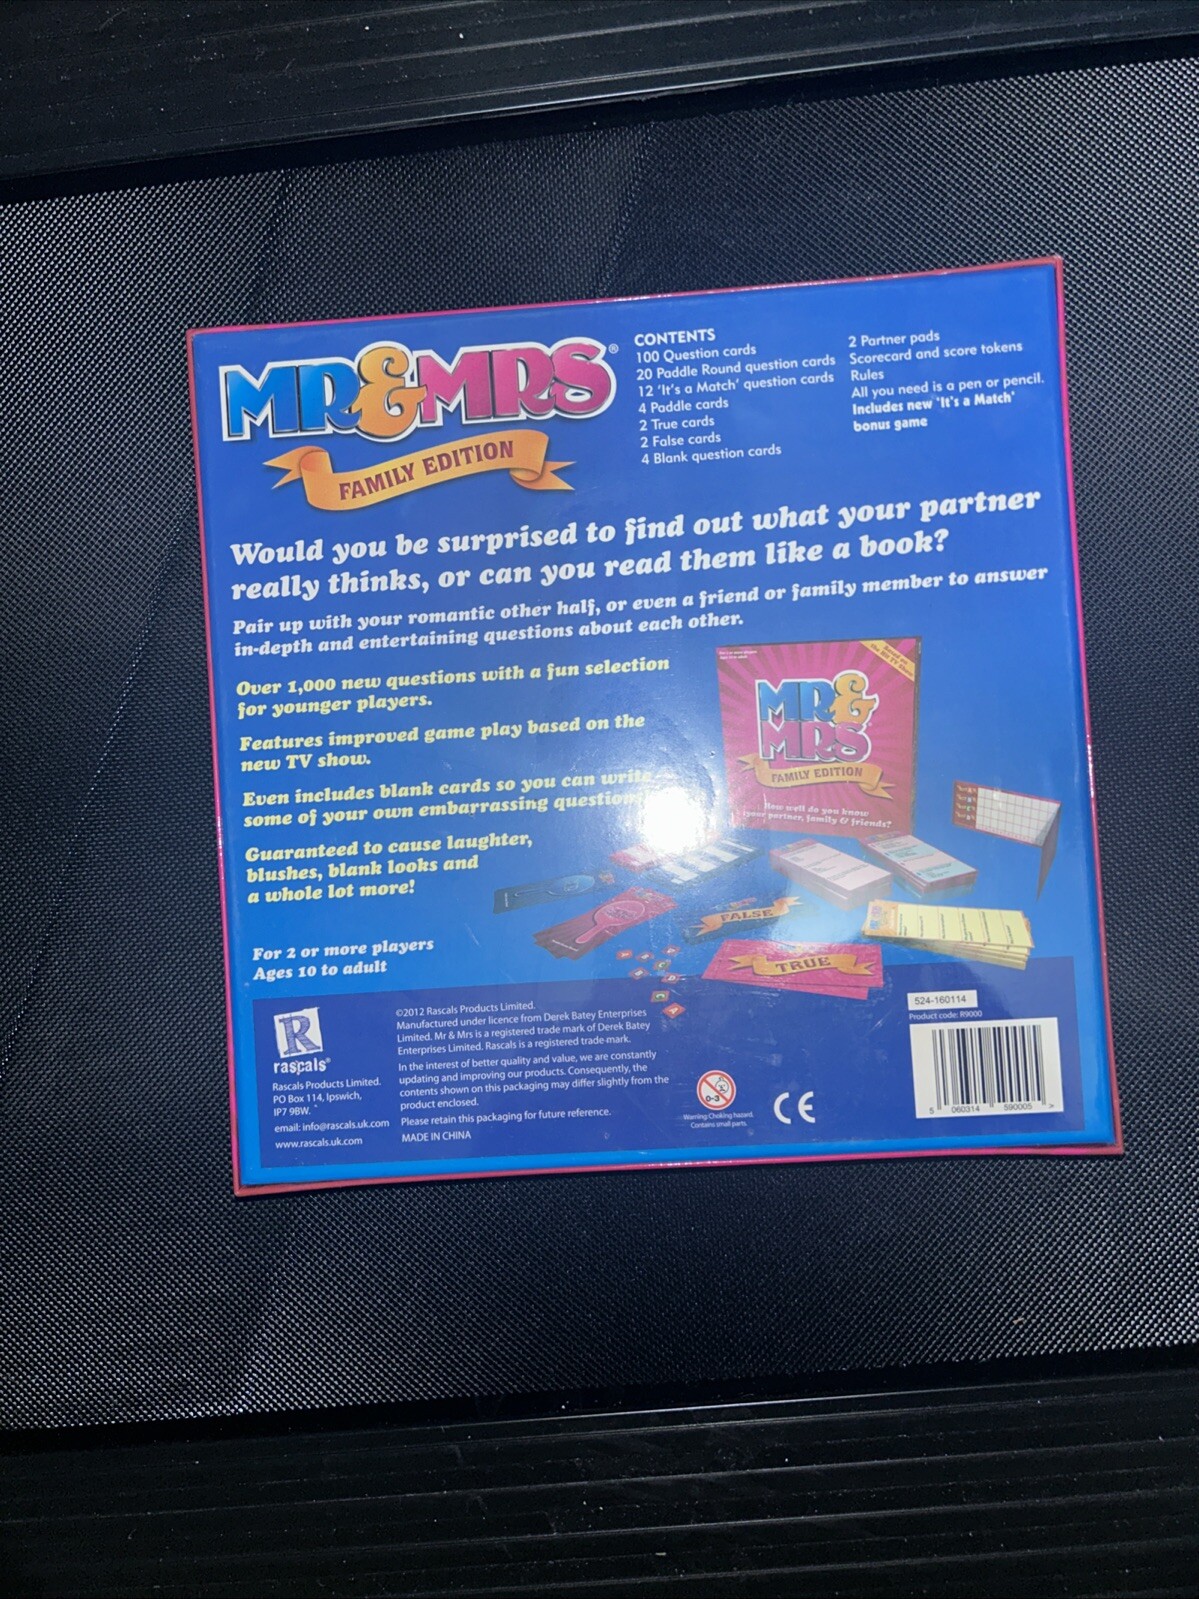 MR&MRS®
FAMILY EDITION
CONTENTS
100 Question cards
20 Paddle Round question cards
12 'It's a Match' question cards
4 Paddle cards
2 True cards
2 False cards
4 Blank question cards
2 Partner pads
Scorecard and score tokens
Rules
All you need is a pen or pencil.
Includes new 'It's a Match'
bonus game
Would you be surprised to find out what your partner
really thinks, or can you read them like a book?
Pair up with your romantic other half, or even a friend or family member to answer
in-depth and entertaining questions about each other.
Over 1,000 new questions with a fun selection
for younger players.
Features improved game play based on the
new TV show.
Even includes blank cards so you can write
some of your own embarrassing question
Guaranteed to cause laughter,
blushes, blank looks and
a whole lot more!
For 2 or more players
Ages 10 to adult
MR&
MRS
FAMILY EDITION
How well do you know
your partner, family & friends?
FALSE
TRUE
R
rascals®
Rascals Products Limited.
PO Box 114, Ipswich,
IP7 9BW.
email: info@rascals.uk.com
www.rascals.uk.com
©2012 Rascals Products Limited.
Manufactured under licence from Derek Batey Enterprises
Limited. Mr & Mrs is a registered trade mark of Derek Batey
Enterprises Limited. Rascals is a registered trade-mark.
In the interest of better quality and value, we are constantly
updating and improving our products. Consequently, the
contents shown on this packaging may differ slightly from the
product enclosed.
Please retain this packaging for future reference.
MADE IN CHINA
0-3
Warning: Choking hazard.
Contains small parts.
CE
524-160114
Product code: R9000
5 060314 590005 >